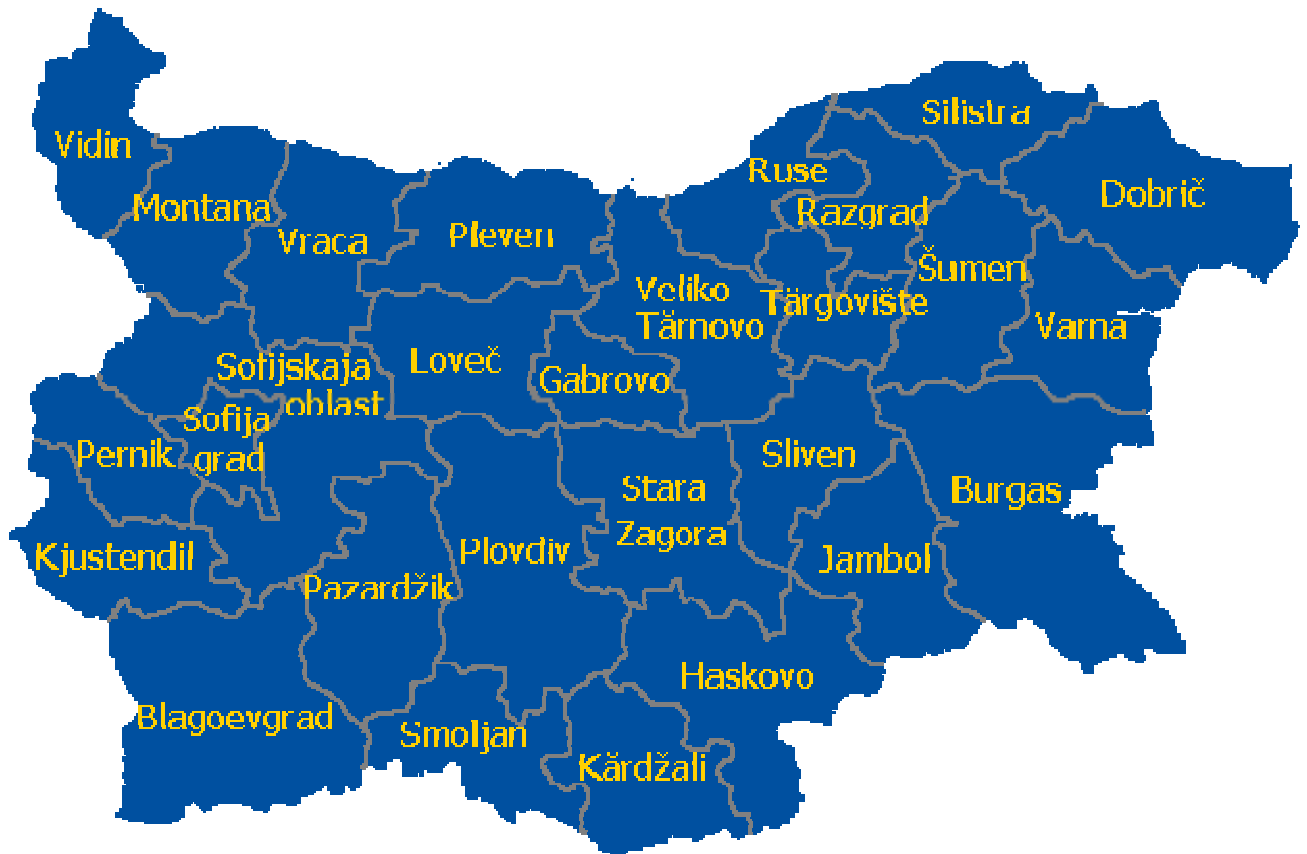 Silistra
Vidin
Ruse
Dobrič
Montana
Razgrad
Vraca
Pleven
Šumen
Veliko
Tărnovo
Tărgovište
Varna
Sofijskaja
oblast
Loveč
Gabrovo
Sofija
grad
Pernik
Sliven
Stara
Zagora
Burgas
Kjustendil
Plovdiv
Jambol
Pazardžik
Haskovo
Blagoevgrad
Smoljan
Kărdžali